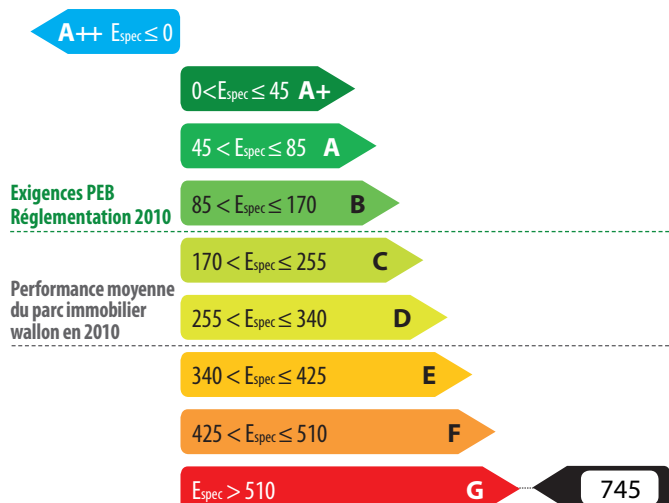 A++ Espec ≤ 0
0<Espec ≤ 45 A+
45 < Espec ≤ 85 A
Exigences PEB
Réglementation 2010
85 < Espec ≤ 170 B
170 < Espec ≤ 255 C
Performance moyenne
du parc immobilier
wallon en 2010
255 < Espec ≤ 340 D
340 < Espec ≤ 425 E
425 < Espec ≤ 510 F
Espec > 510 G
745